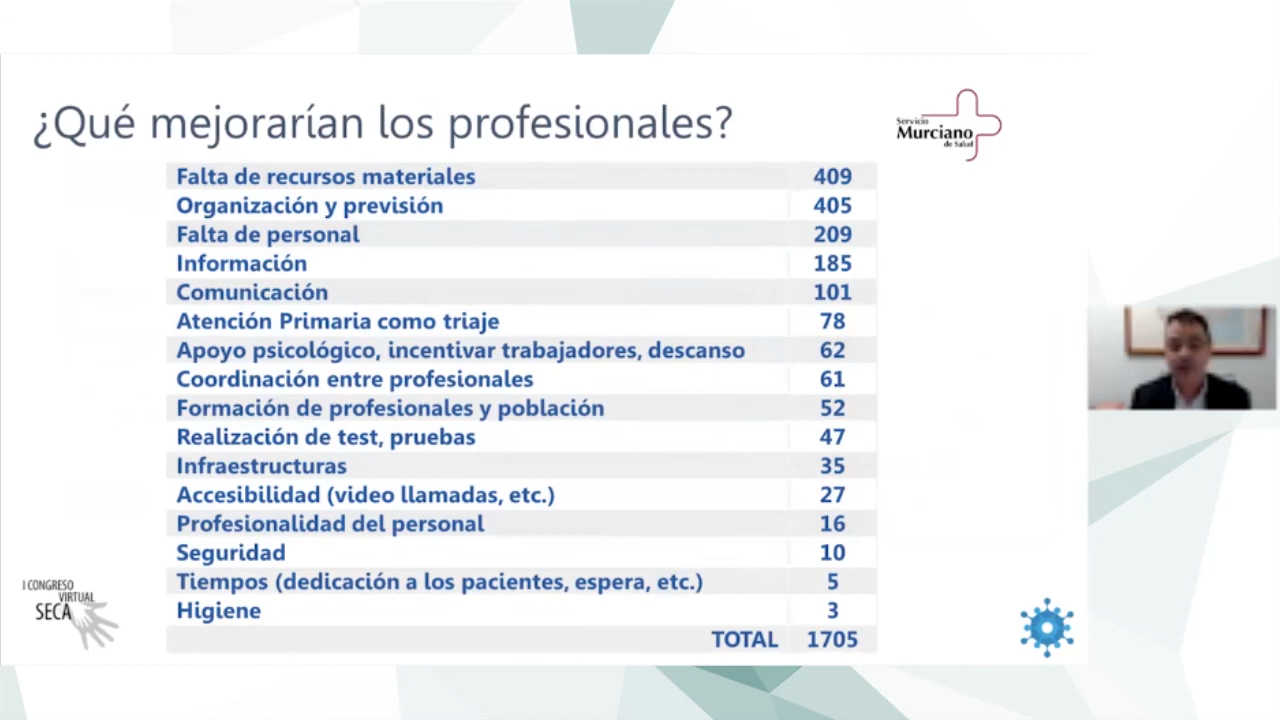 ¿Qué mejorarían los profesionales?
Servicio
Murciano
de Salud
Falta de recursos materiales 409
Organización y previsión 405
Falta de personal 209
Información 185
Comunicación 101
Atención Primaria como triaje 78
Apoyo psicológico, incentivar trabajadores, descanso 62
Coordinación entre profesionales 61
Formación de profesionales y población 52
Realización de test, pruebas 47
Infraestructuras 35
Accesibilidad (video llamadas, etc.) 27
Profesionalidad del personal 16
Seguridad 10
Tiempos (dedicación a los pacientes, espera, etc.) 5
Higiene 3
TOTAL 1705
I CONGRESO
VIRTUAL
SECA